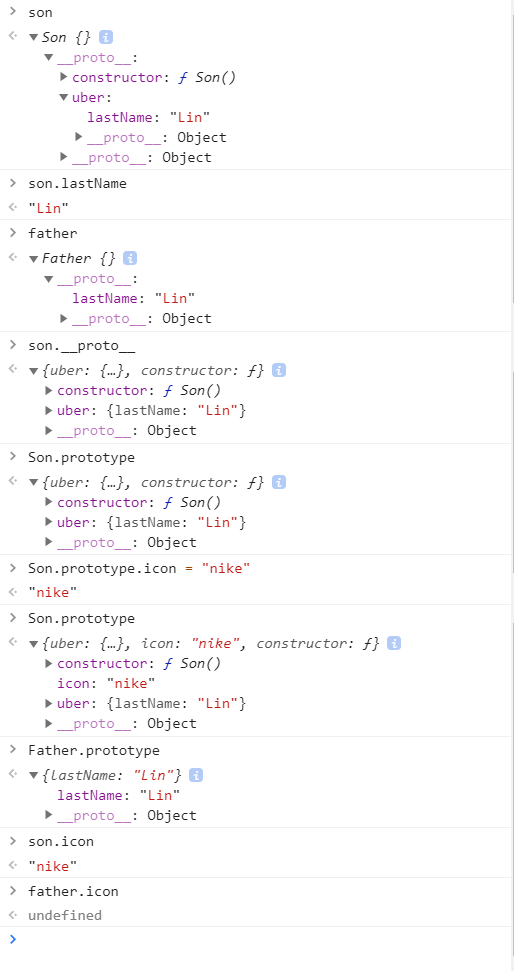 son
Son {} i
__proto__:
constructor: ƒ Son()
uber:
lastName: "Lin"
__proto__: Object
__proto__: Object
son.lastName
"Lin"
father
Father {} i
__proto__:
lastName: "Lin"
__proto__: Object
son.__proto__
{uber: {…}, constructor: ƒ} i
constructor: ƒ Son()
uber: {lastName: "Lin"}
__proto__: Object
Son.prototype
{uber: {…}, constructor: ƒ} i
constructor: ƒ Son()
uber: {lastName: "Lin"}
__proto__: Object
Son.prototype.icon = "nike"
"nike"
Son.prototype
{uber: {…}, icon: "nike", constructor: ƒ} i
constructor: ƒ Son()
icon: "nike"
uber: {lastName: "Lin"}
__proto__: Object
Father.prototype
{lastName: "Lin"} i
lastName: "Lin"
__proto__: Object
son.icon
"nike"
father.icon
undefined